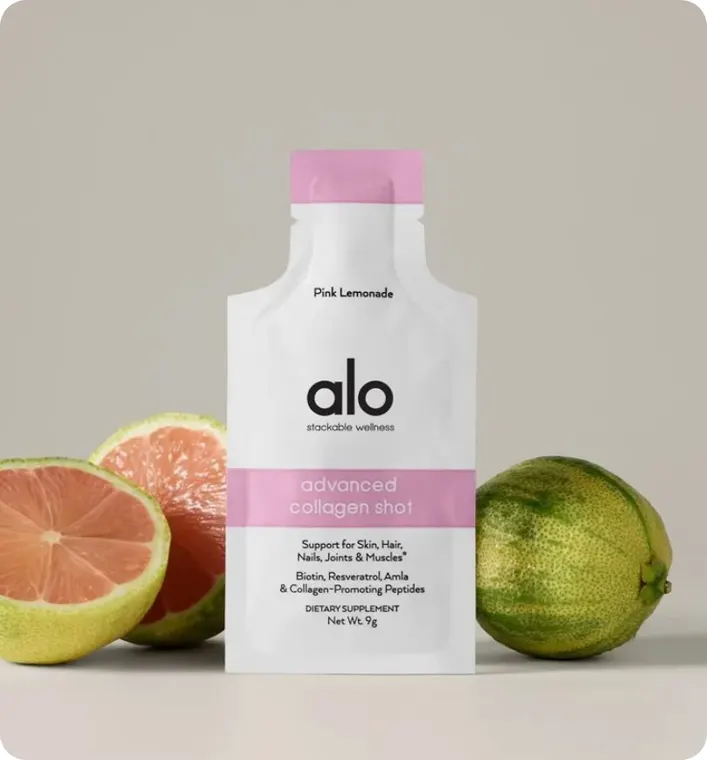 Pink Lemonade
alo
stackable wellness
advanced
collagen shot
Support for Skin, Hair,
Nails, Joints & Muscles*
Biotin, Resveratrol, Amla
& Collagen-Promoting Peptides
DIETARY SUPPLEMENT
Net Wt. 9g